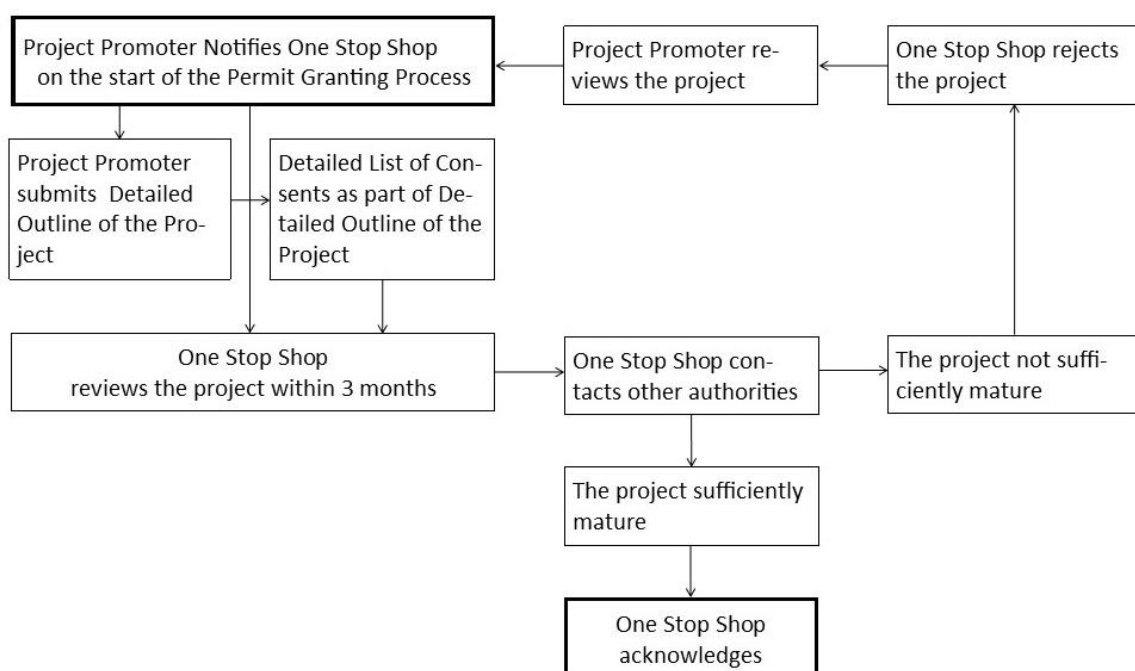 Project Promoter Notifies One Stop Shop
on the start of the Permit Granting Process
Project Promoter re-
views the project
One Stop Shop rejects
the project
Project Promoter
submits  Detailed
Outline of the Pro-
ject
Detailed List of Con-
sents as part of De-
tailed Outline of the
Project
One Stop Shop
reviews the project within 3 months
One Stop Shop con-
tacts other authorities
The project not suffi-
ciently mature
The project sufficiently
mature
One Stop Shop
acknowledges